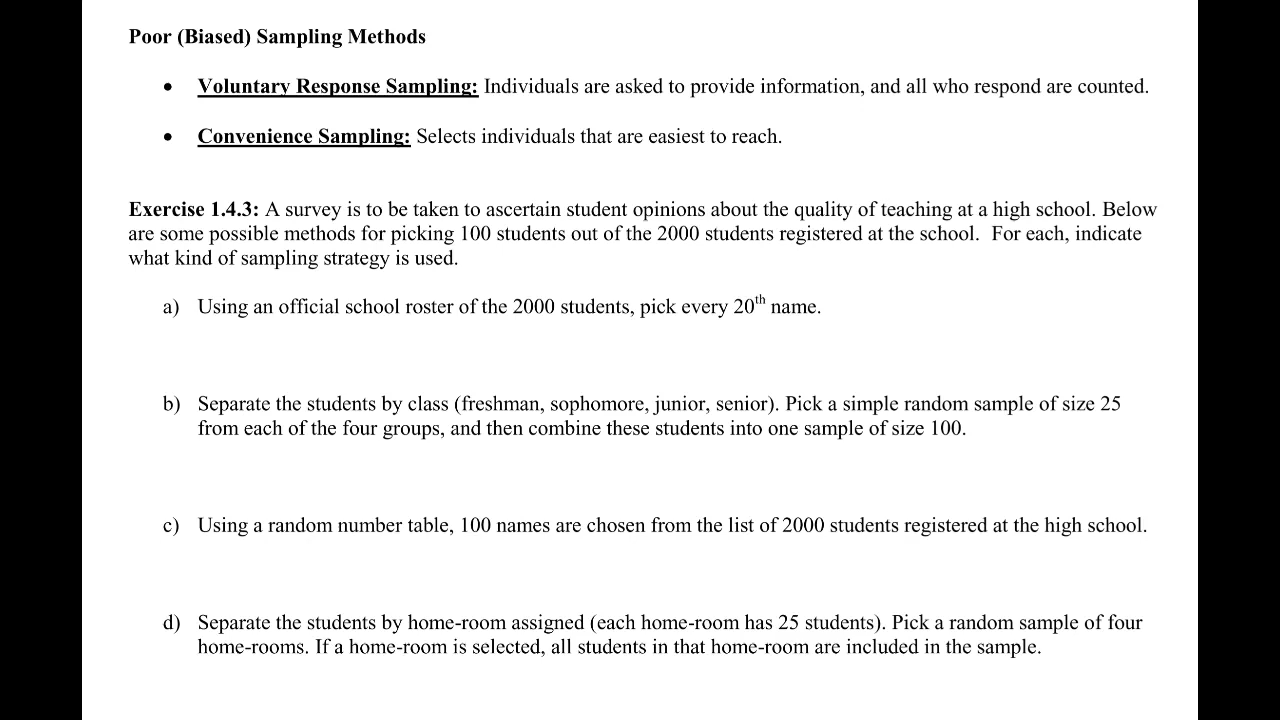 Poor (Biased) Sampling Methods
• Voluntary Response Sampling: Individuals are asked to provide information, and all who respond are counted.
• Convenience Sampling: Selects individuals that are easiest to reach.
Exercise 1.4.3: A survey is to be taken to ascertain student opinions about the quality of teaching at a high school. Below
are some possible methods for picking 100 students out of the 2000 students registered at the school.  For each, indicate
what kind of sampling strategy is used.
a) Using an official school roster of the 2000 students, pick every 20th name.
b) Separate the students by class (freshman, sophomore, junior, senior). Pick a simple random sample of size 25
from each of the four groups, and then combine these students into one sample of size 100.
c) Using a random number table, 100 names are chosen from the list of 2000 students registered at the high school.
d) Separate the students by home-room assigned (each home-room has 25 students). Pick a random sample of four
home-rooms. If a home-room is selected, all students in that home-room are included in the sample.